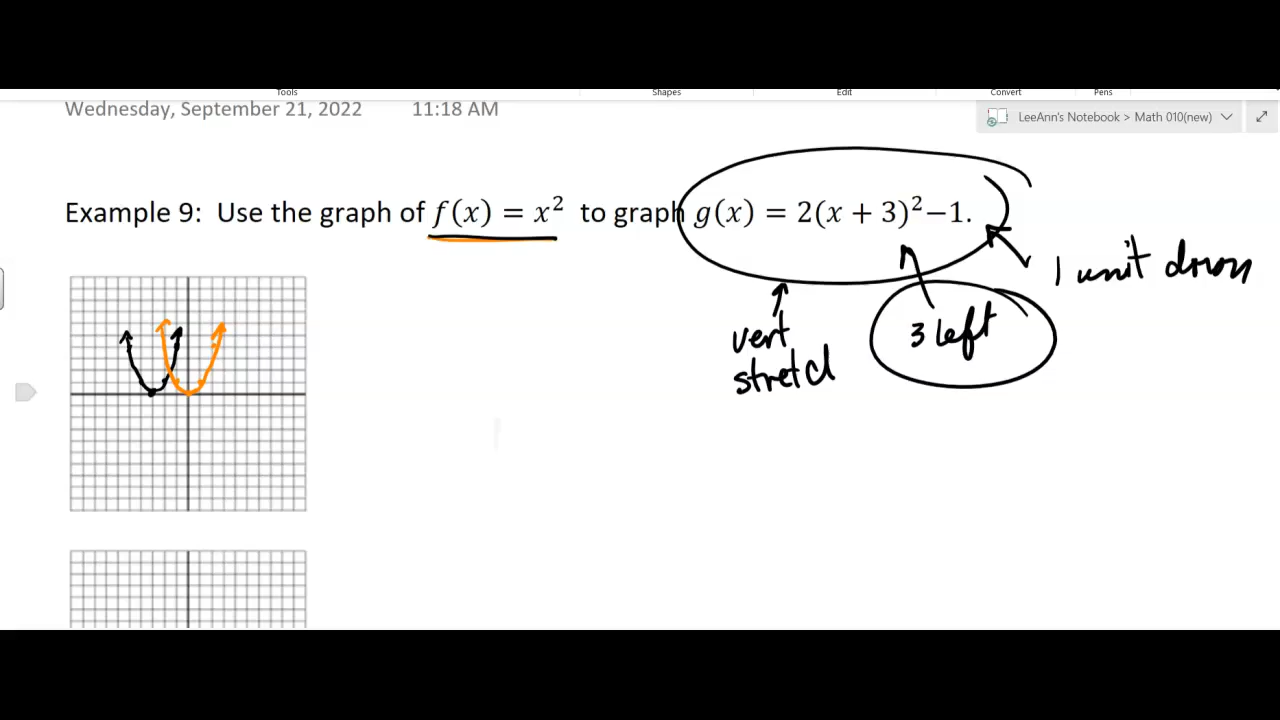 Tools Shapes Edit Convert Pens
Wednesday, September 21, 2022 11:18 AM
LeeAnn's Notebook > Math 010(new)
Example 9: Use the graph of f(x) = x² to graph g(x) = 2(x + 3)²−1.
1 unit down
3 left
vert
stretch